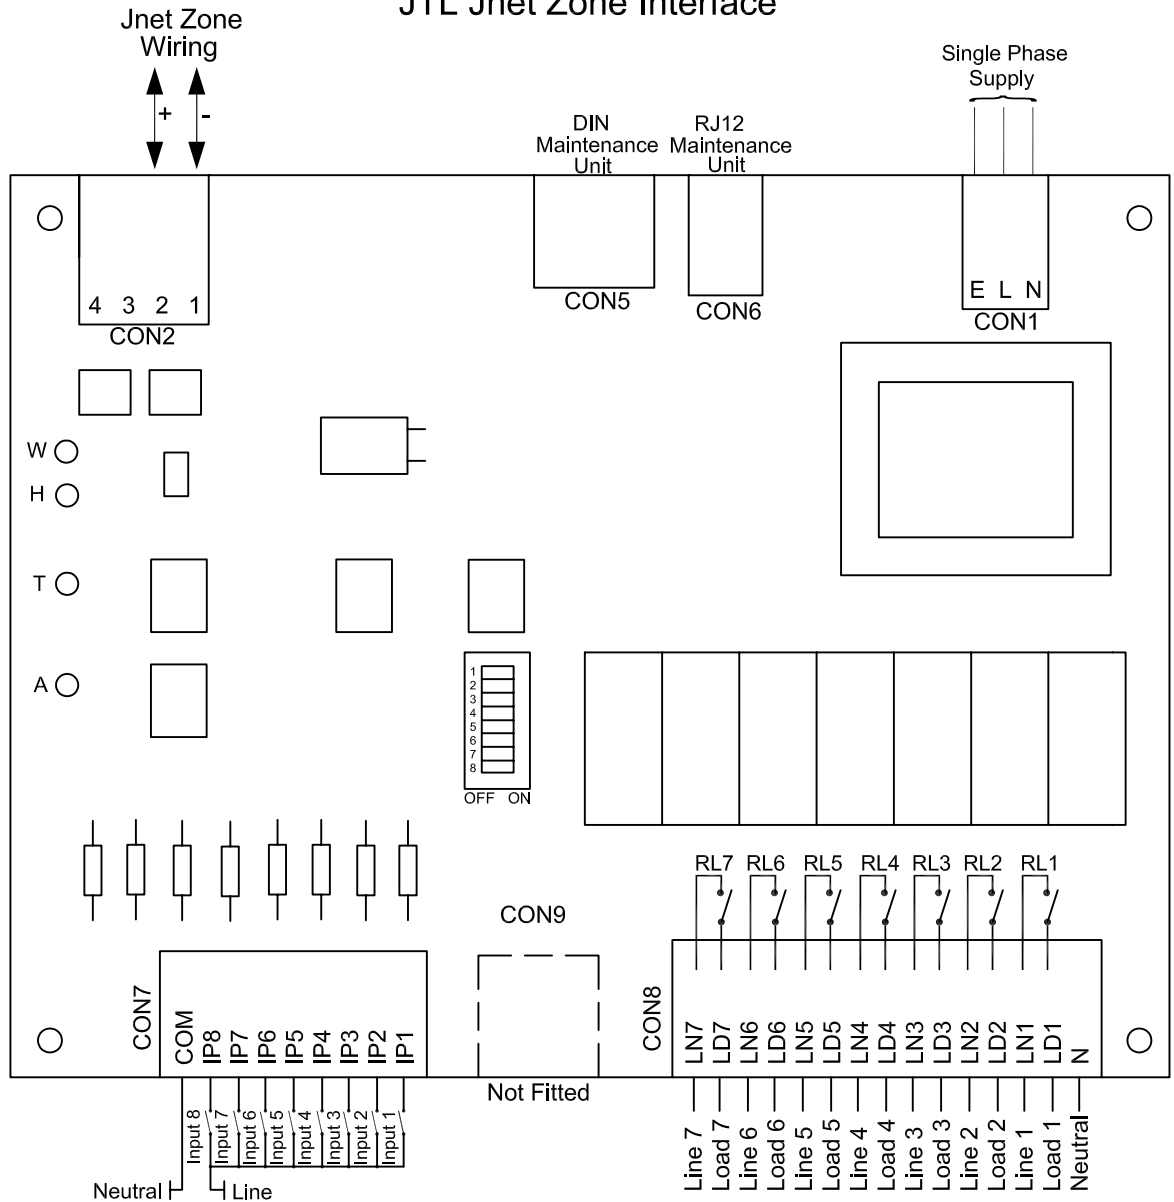 JTL Jnet Zone Interface
Jnet Zone
Wiring
+ -
Single Phase
Supply
DIN
Maintenance
Unit
RJ12
Maintenance
Unit
4 3 2 1
CON2
CON5
CON6
E L N
CON1
W
H
T
A
1
2
3
4
5
6
7
8
OFF ON
RL7 RL6 RL5 RL4 RL3 RL2 RL1
CON9
CON7
COM IP8 IP7 IP6 IP5 IP4 IP3 IP2 IP1
CON8
LN7 LD7 LN6 LD6 LN5 LD5 LN4 LD4 LN3 LD3 LN2 LD2 LN1 LD1 N
Not Fitted
Input 8 Input 7 Input 6 Input 5 Input 4 Input 3 Input 2 Input 1
Line 7 Load 7 Line 6 Load 6 Line 5 Load 5 Line 4 Load 4 Line 3 Load 3 Line 2 Load 2 Line 1 Load 1 Neutral
Neutral Line